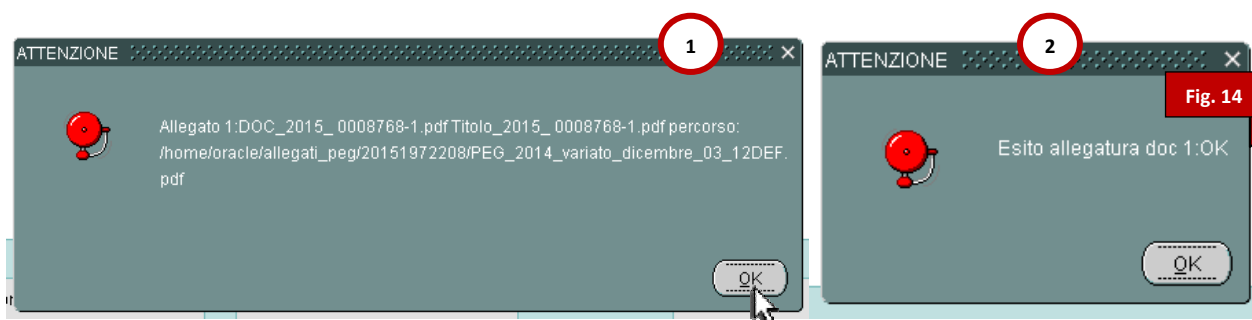 ATTENZIONE
1
Allegato 1:DOC_2015_ 0008768-1.pdf Titolo_2015_ 0008768-1.pdf percorso:
/home/oracle/allegati_peg/20151972208/PEG_2014_variato_dicembre_03_12DEF.
pdf
OK
ATTENZIONE
2
Fig. 14
Esito allegatura doc 1:OK
OK